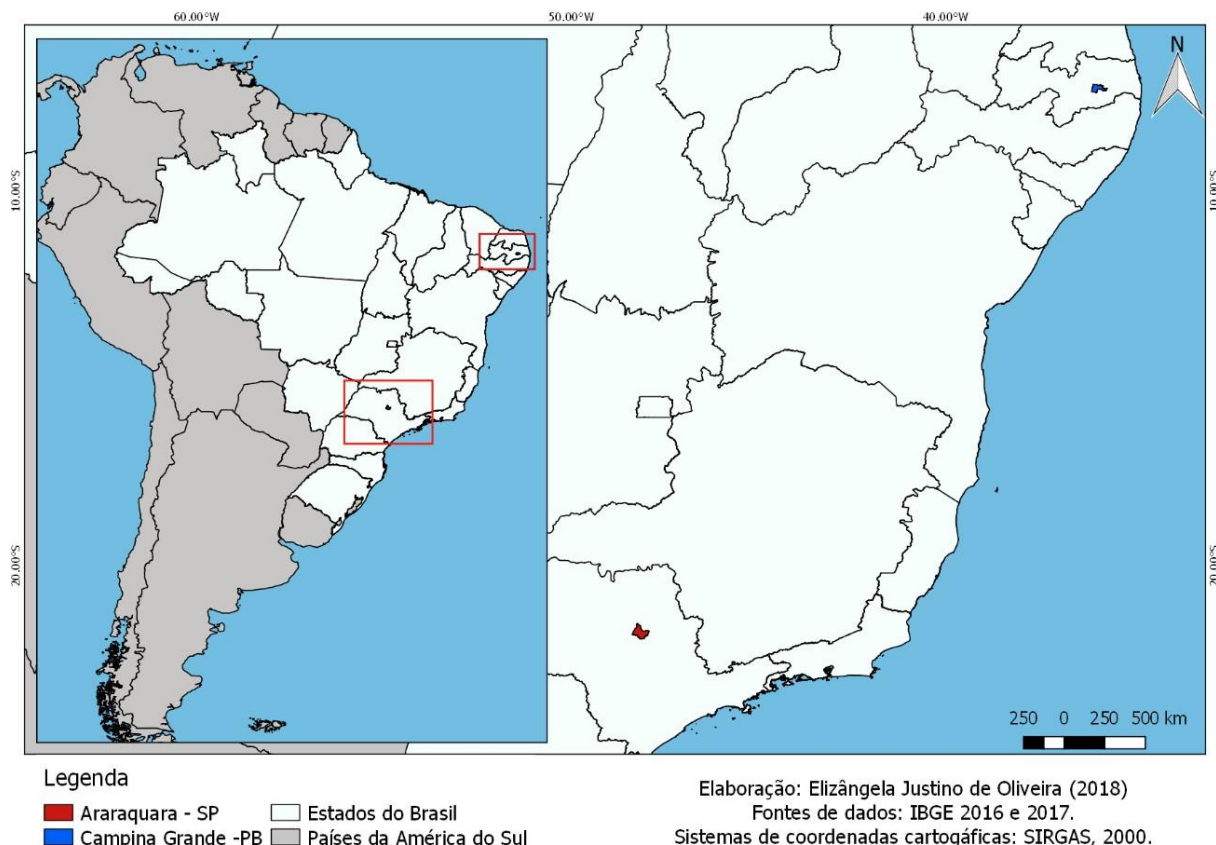 60.00°W 50.00°W 40.00°W
N
10.00°S 10.00°S
20.00°S 20.00°S
250 0 250 500 km
Legenda
Araraquara - SP Estados do Brasil
Campina Grande -PB Países da América do Sul
Elaboração: Elizângela Justino de Oliveira (2018)
Fontes de dados: IBGE 2016 e 2017.
Sistemas de coordenadas cartogáficas: SIRGAS, 2000.